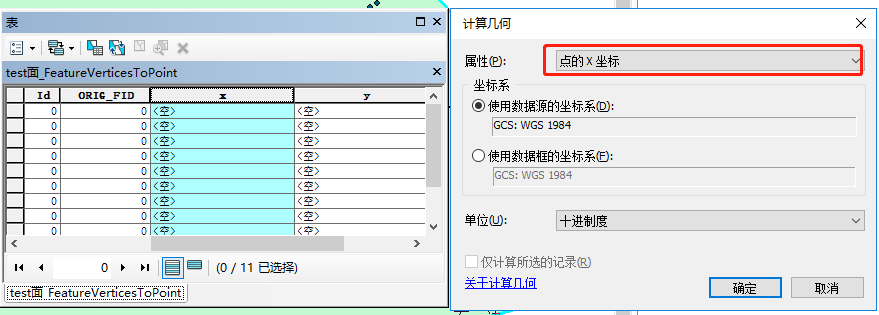 表
test面_FeatureVerticesToPoint
Id ORIG_FID x y
0 0 <空> <空>
0 0 <空> <空>
0 0 <空> <空>
0 0 <空> <空>
0 0 <空> <空>
0 0 <空> <空>
0 0 <空> <空>
0 0 <空> <空>
0 (0 / 11 已选择)
test面_FeatureVerticesToPoint
计算几何
属性(P): 点的 X 坐标
坐标系
使用数据源的坐标系(D):
GCS: WGS 1984
使用数据框的坐标系(F):
GCS: WGS 1984
单位(U): 十进制度
仅计算所选的记录(R)
关于计算几何
确定 取消